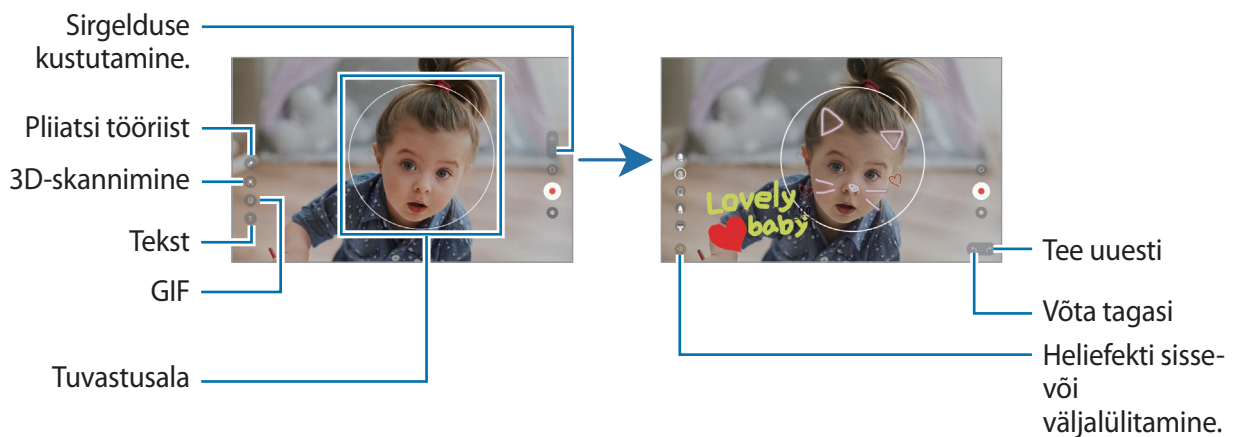 Sirgelduse
kustutamine.
Pliiatsi tööriist
3D-skannimine
Tekst
GIF
Tuvastusala
Lovely
baby
Tee uuesti
Võta tagasi
Heliefekti sisse-
või
väljalülitamine.